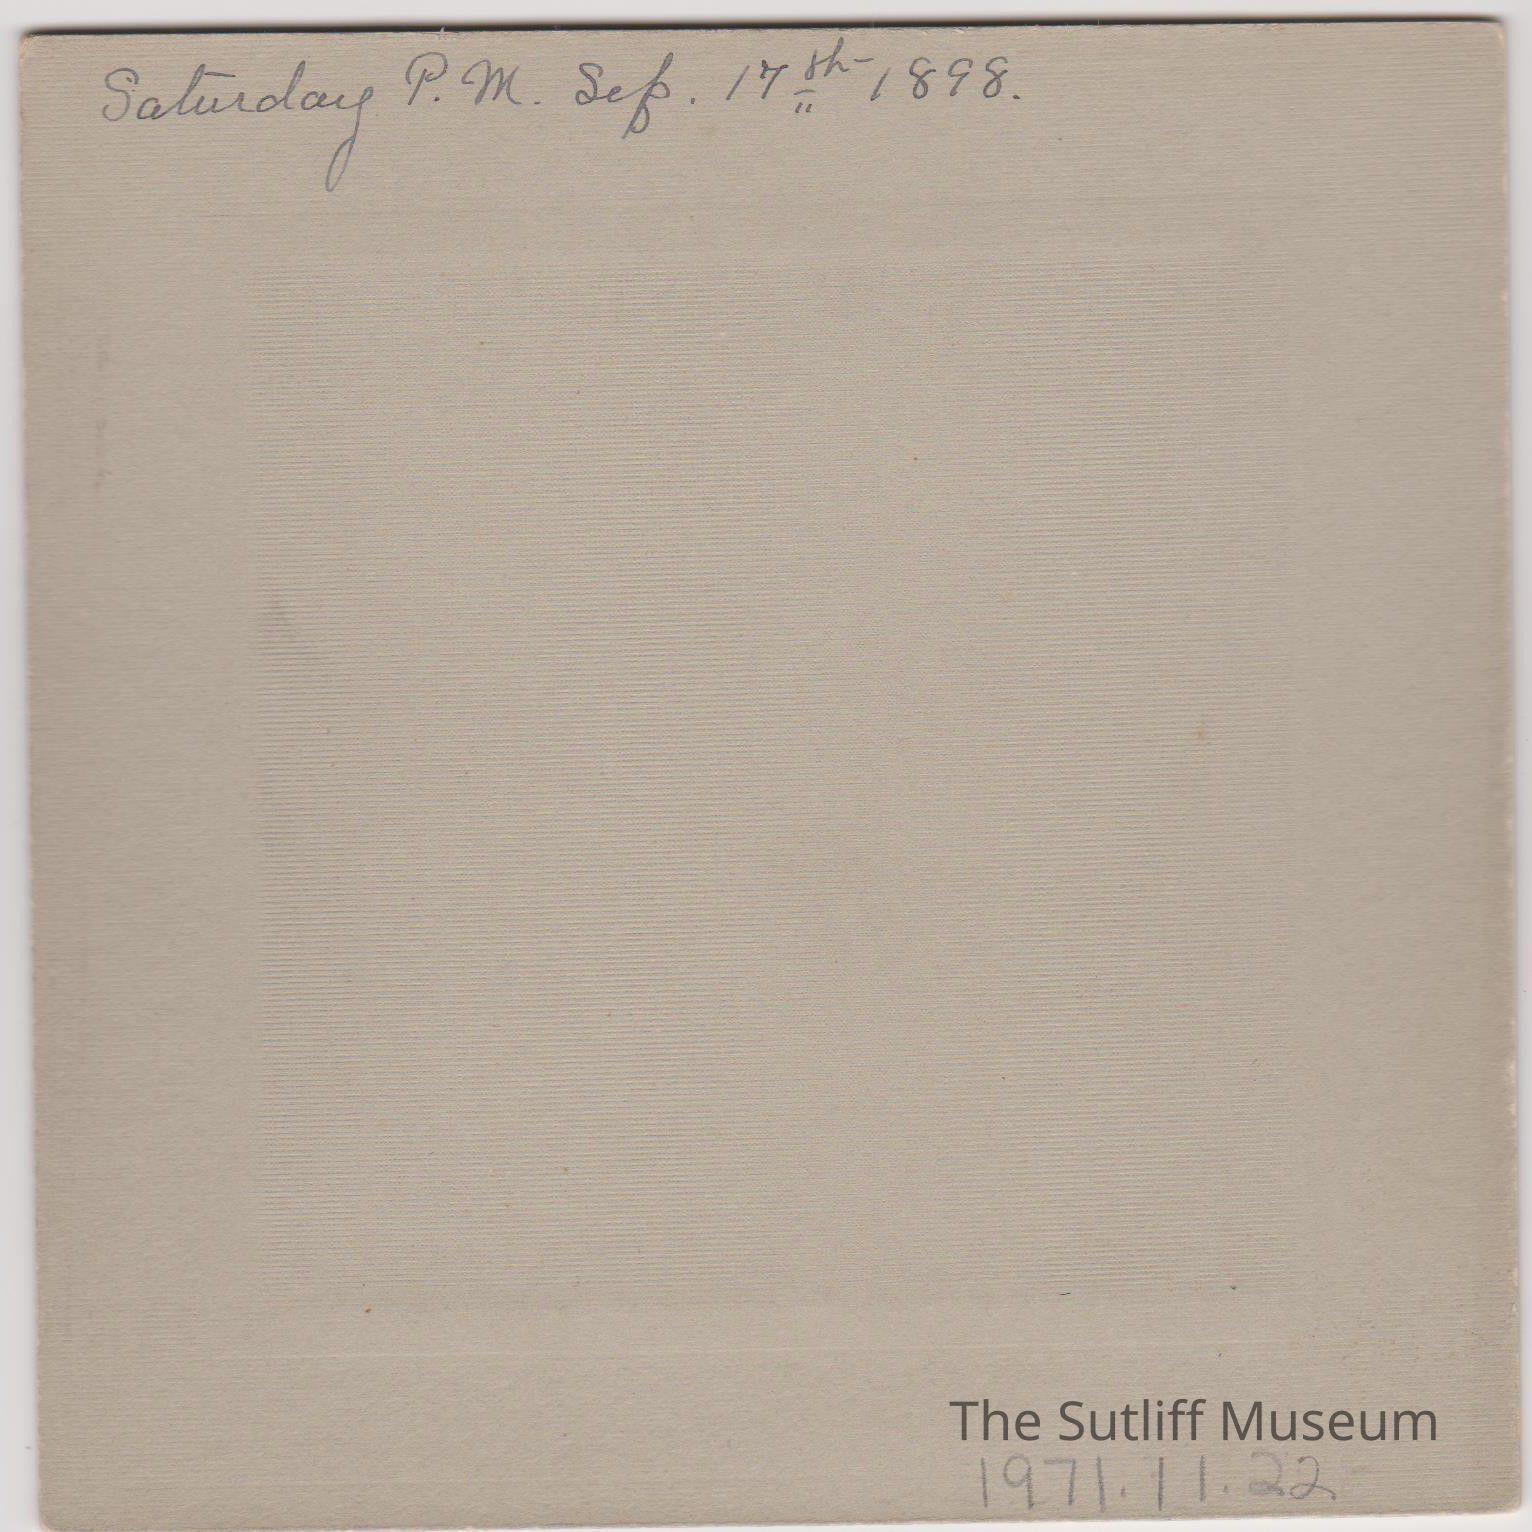 Saturday P.M. Sep. 17th 1898.
The Sutliff Museum
1971.11.22